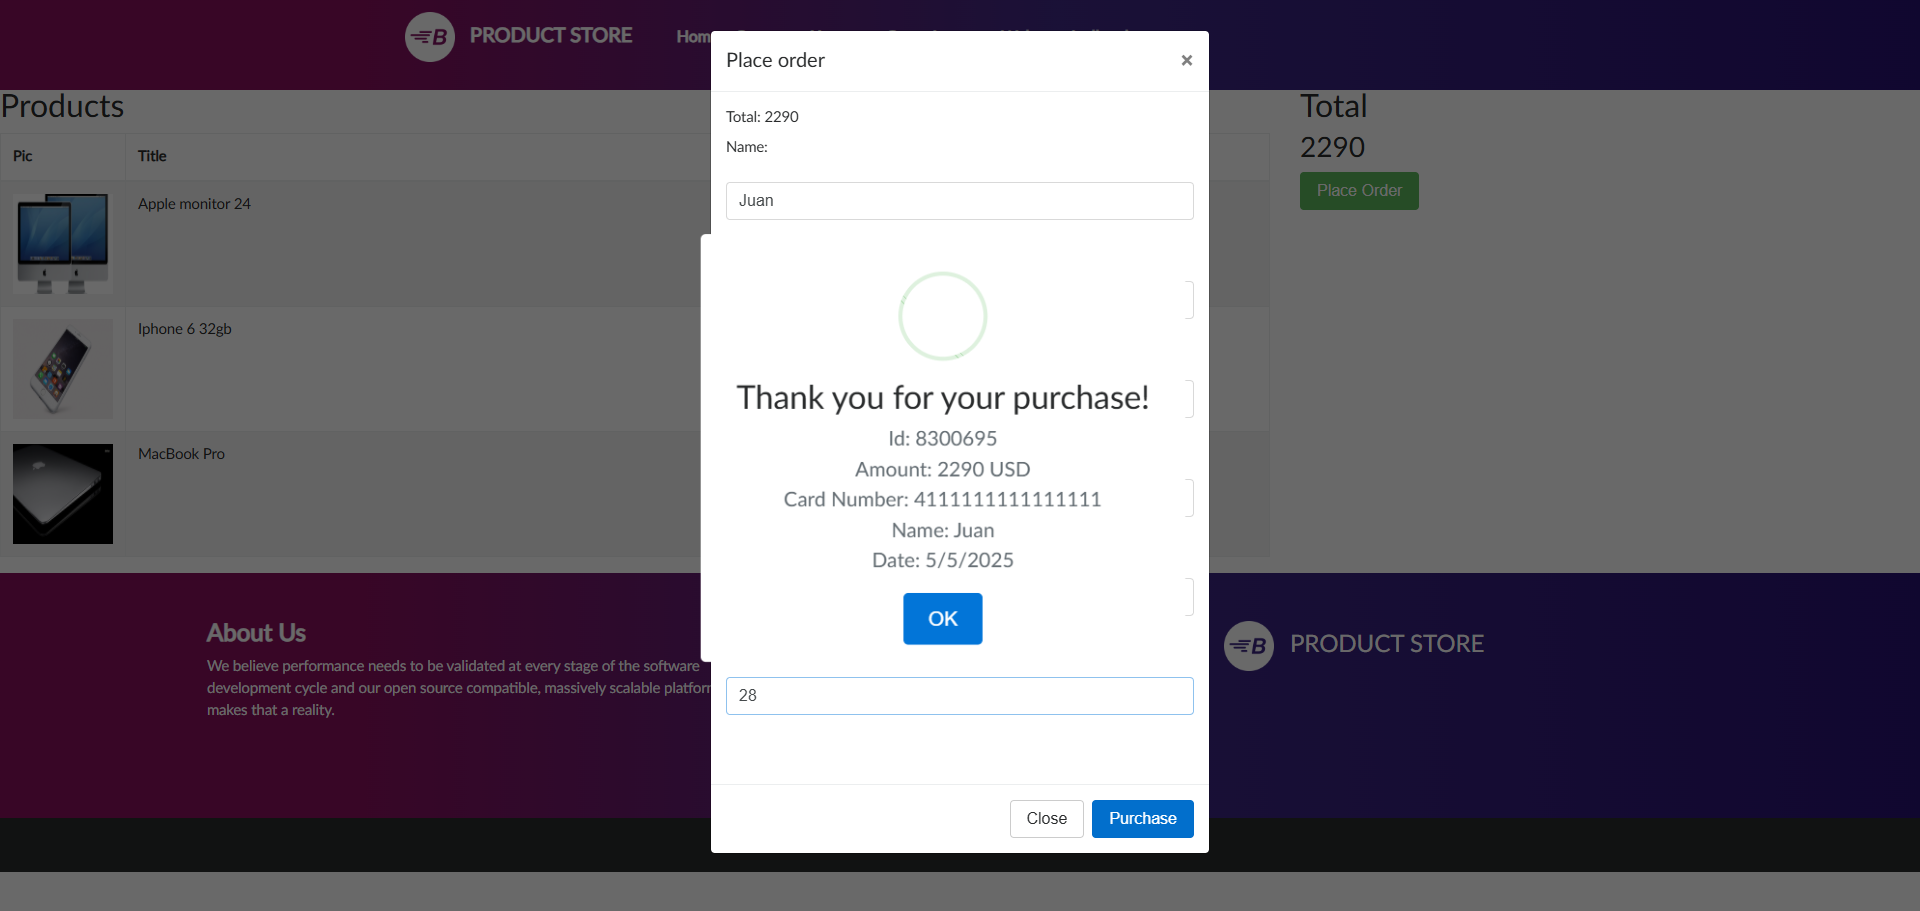 PRODUCT STORE
Place order
×
Total: 2290
Name:
Juan
Products
Pic
Title
Apple monitor 24
Iphone 6 32gb
MacBook Pro
Total
2290
Place Order
Thank you for your purchase!
Id: 8300695
Amount: 2290 USD
Card Number: 4111111111111111
Name: Juan
Date: 5/5/2025
OK
28
Close
Purchase
About Us
We believe performance needs to be validated at every stage of the software
development cycle and our open source compatible, massively scalable
makes that a reality.
PRODUCT STORE